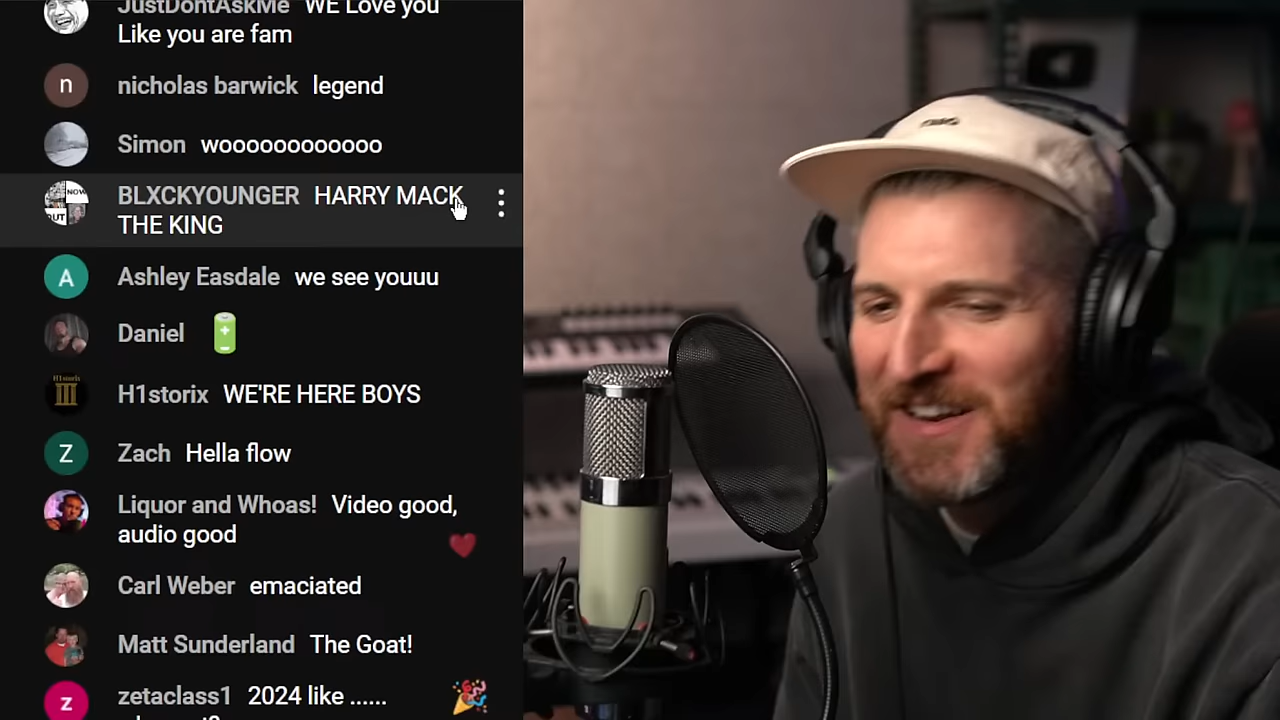 JustDontAskMe WE Love you
Like you are fam
n nicholas barwick legend
Simon woooooooooooo
NOW
OUT
BLXCKYOUNGER HARRY MACK
THE KING
A Ashley Easdale we see youuu
Daniel
H1storix WE'RE HERE BOYS
Z Zach Hella flow
Liquor and Whoas! Video good,
audio good
Carl Weber emaciated
Matt Sunderland The Goat!
z zetaclass1 2024 like ......